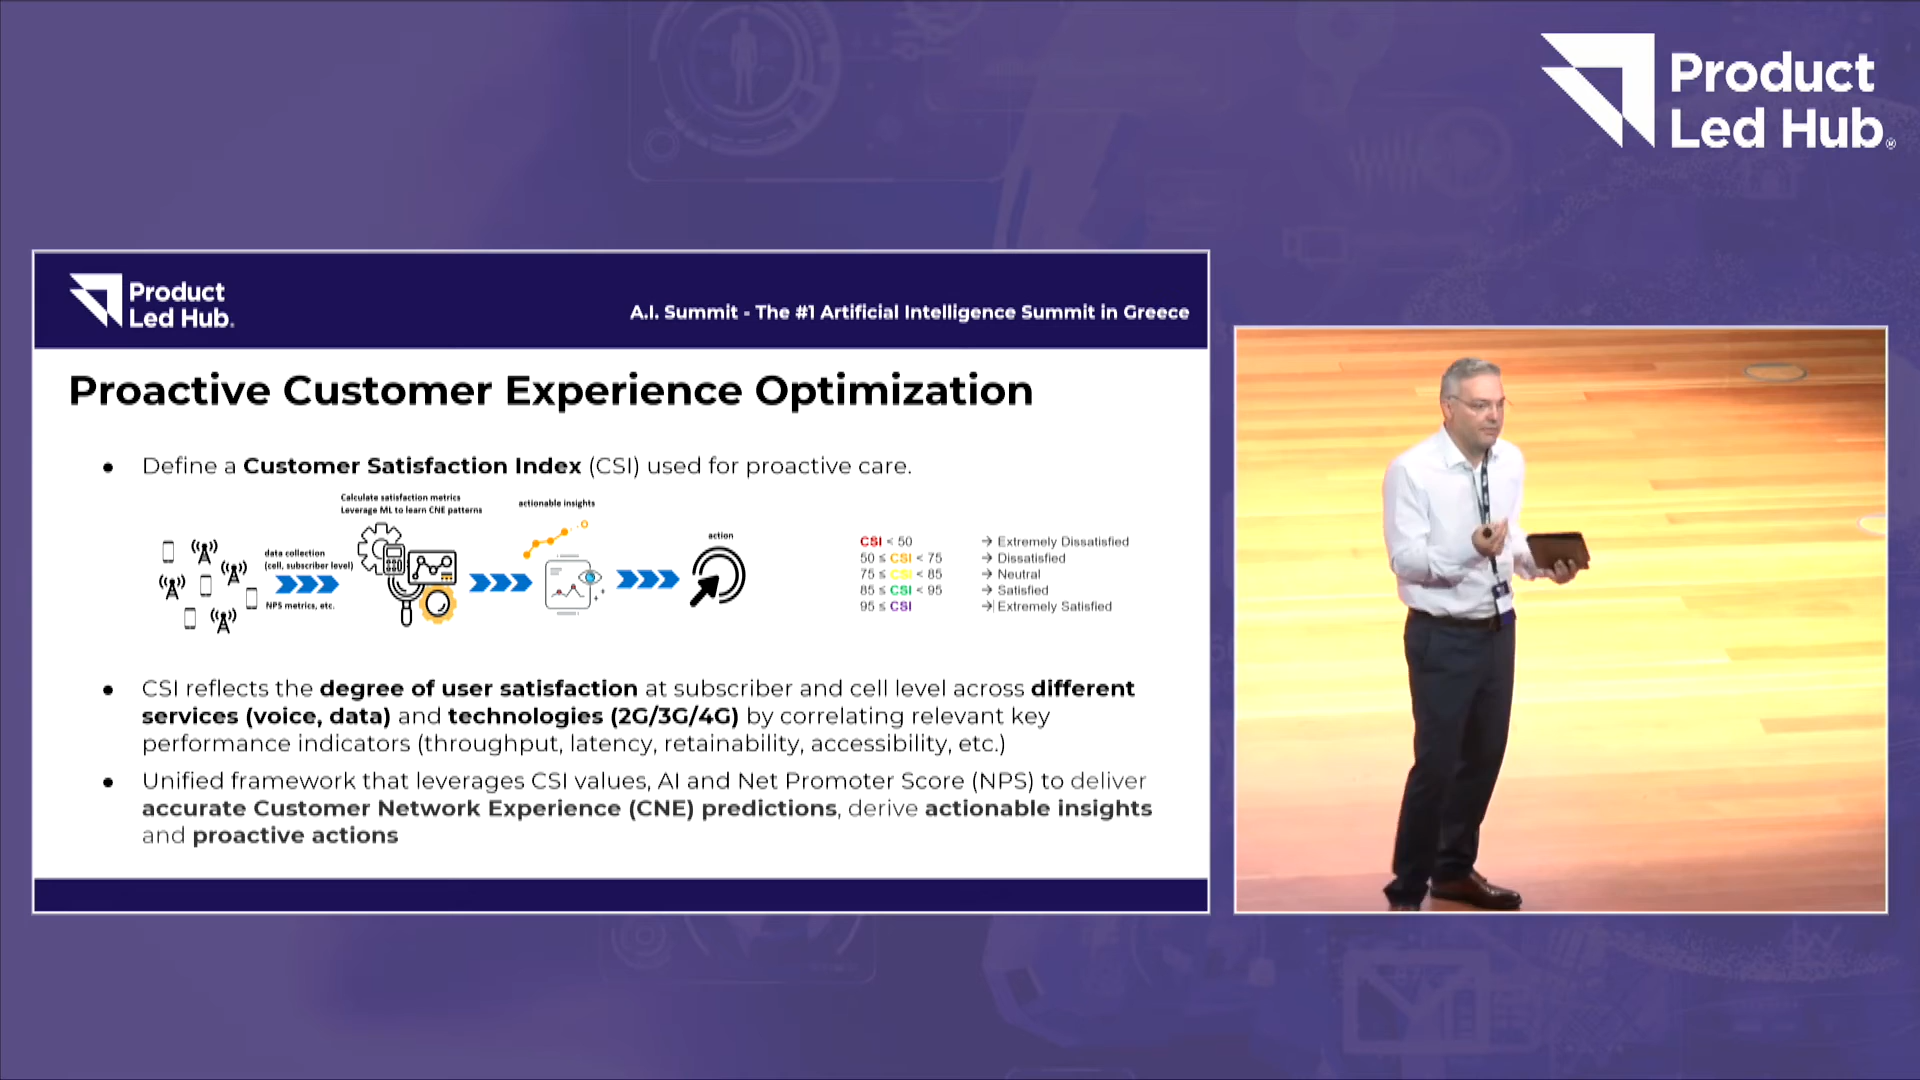 Product
Led Hub®
Product
Led Hub.
A.I. Summit - The #1 Artificial Intelligence Summit in Greece
Proactive Customer Experience Optimization
● Define a Customer Satisfaction Index (CSI) used for proactive care.
Calculate satisfaction metrics
Leverage ML to learn CNE patterns
actionable insights
action
data collection
(cell, subscriber level)
NPS metrics, etc.
CSI < 50 → Extremely Dissatisfied
50 ≤ CSI < 75 → Dissatisfied
75 ≤ CSI < 85 → Neutral
85 ≤ CSI < 95 → Satisfied
95 ≤ CSI → Extremely Satisfied
● CSI reflects the degree of user satisfaction at subscriber and cell level across different
services (voice, data) and technologies (2G/3G/4G) by correlating relevant key
performance indicators (throughput, latency, retainability, accessibility, etc.)
● Unified framework that leverages CSI values, AI and Net Promoter Score (NPS) to deliver
accurate Customer Network Experience (CNE) predictions, derive actionable insights
and proactive actions